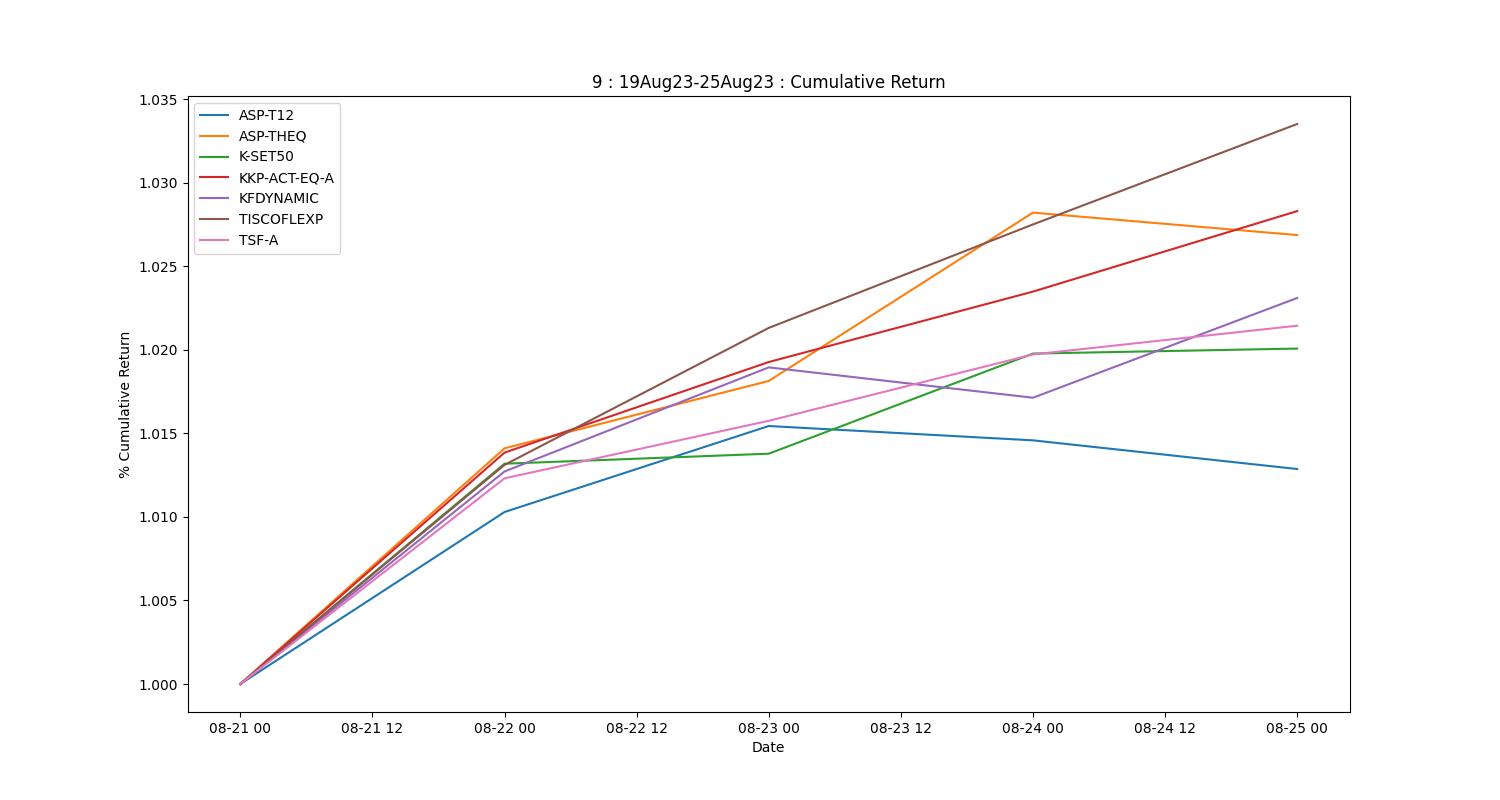 9 : 19Aug23-25Aug23 : Cumulative Return
% Cumulative Return
1.035
1.030
1.025
1.020
1.015
1.010
1.005
1.000
ASP-T12
ASP-THEQ
K-SET50
KKP-ACT-EQ-A
KFDYNAMIC
TISCOFLEXP
TSF-A
08-21 00 08-21 12 08-22 00 08-22 12 08-23 00 08-23 12 08-24 00 08-24 12 08-25 00
Date